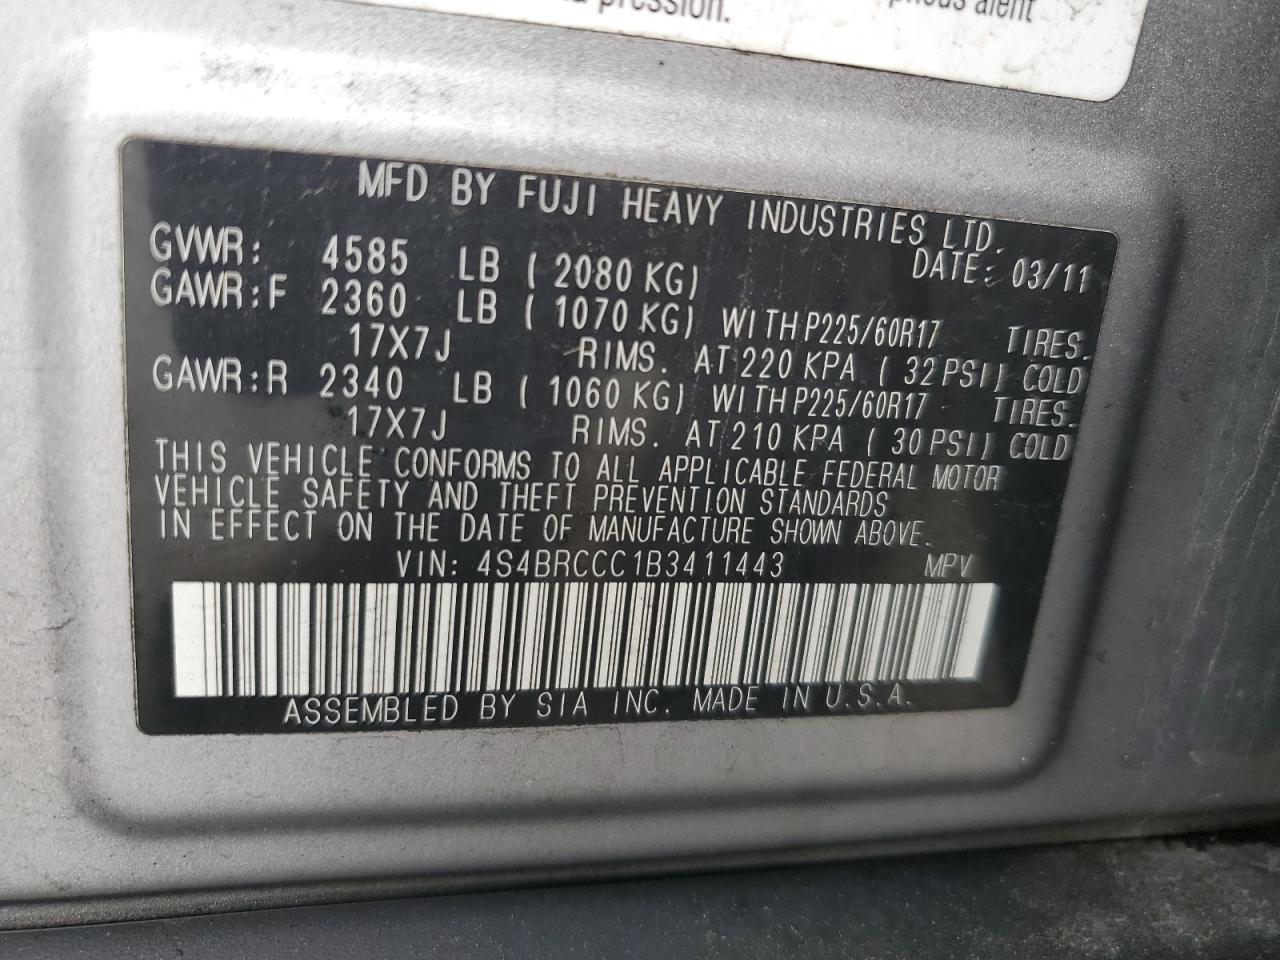 pression.
alent
MFD BY FUJI HEAVY INDUSTRIES LTD.
DATE: 03/11
GVWR: 4585 LB ( 2080 KG)
GAWR:F 2360 LB ( 1070 KG) WITH P225/60R17 TIRES.
17X7J RIMS. AT 220 KPA ( 32 PSI) COLD
GAWR:R 2340 LB ( 1060 KG) WITH P225/60R17 TIRES.
17X7J RIMS. AT 210 KPA ( 30 PSI) COLD
THIS VEHICLE CONFORMS TO ALL APPLICABLE FEDERAL MOTOR
VEHICLE SAFETY AND THEFT PREVENTION STANDARDS
IN EFFECT ON THE DATE OF MANUFACTURE SHOWN ABOVE.
VIN: 4S4BRCCC1B3411443 MPV
ASSEMBLED BY SIA INC. MADE IN U.S.A.